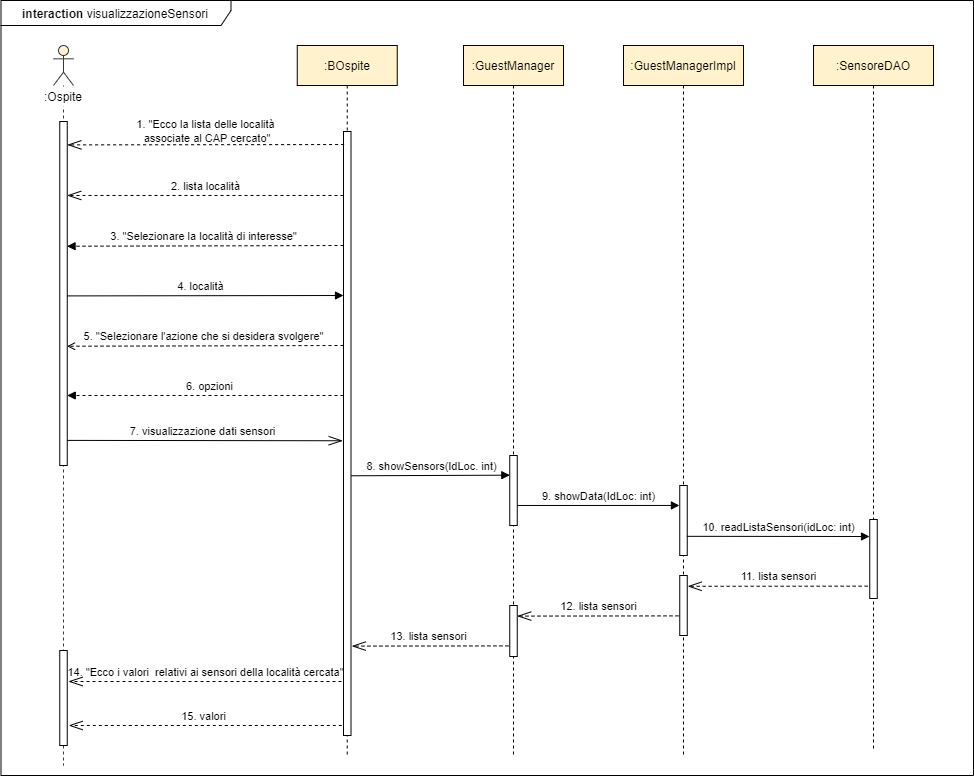 interaction visualizzazioneSensori
:Ospite
:BOspite
:GuestManager
:GuestManagerImpl
:SensoreDAO
1. "Ecco la lista delle località
associate al CAP cercato"
2. lista località
3. "Selezionare la località di interesse"
4. località
5. "Selezionare l'azione che si desidera svolgere"
6. opzioni
7. visualizzazione dati sensori
8. showSensors(IdLoc. int)
9. showData(IdLoc: int)
10. readListaSensori(idLoc: int)
11. lista sensori
12. lista sensori
13. lista sensori
14. "Ecco i valori relativi ai sensori della località cercata"
15. valori